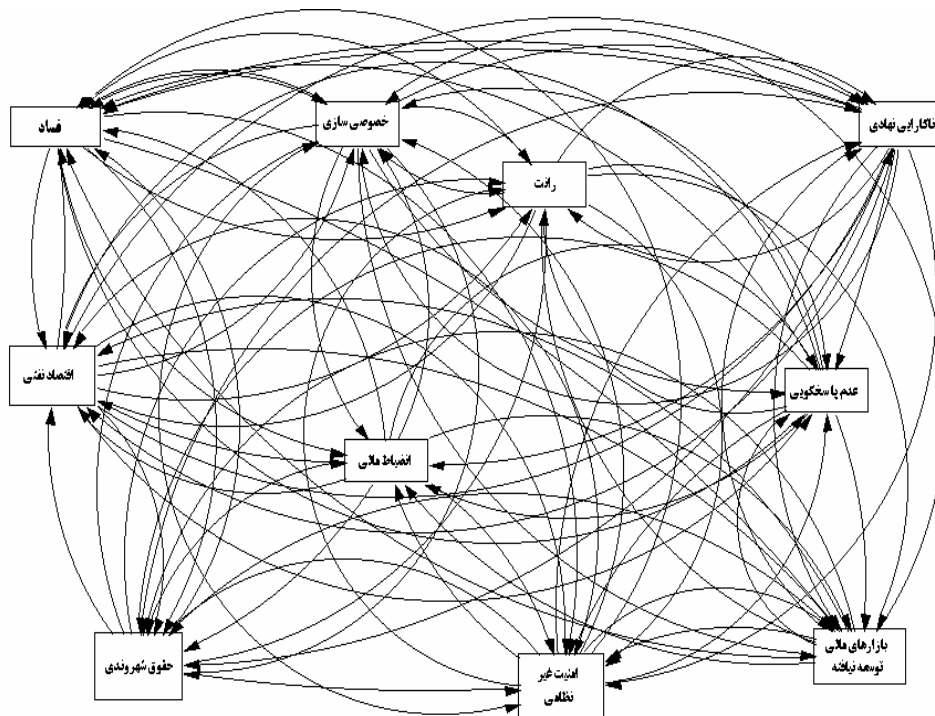 فساد
خصوصی سازی
ناکارایی نهادی
رانت
اقتصاد نفتی
عدم پاسخگویی
انضباط مالی
حقوق شهروندی
امنیت غیر
نظامی
بازارهای مالی
توسعه نیافته